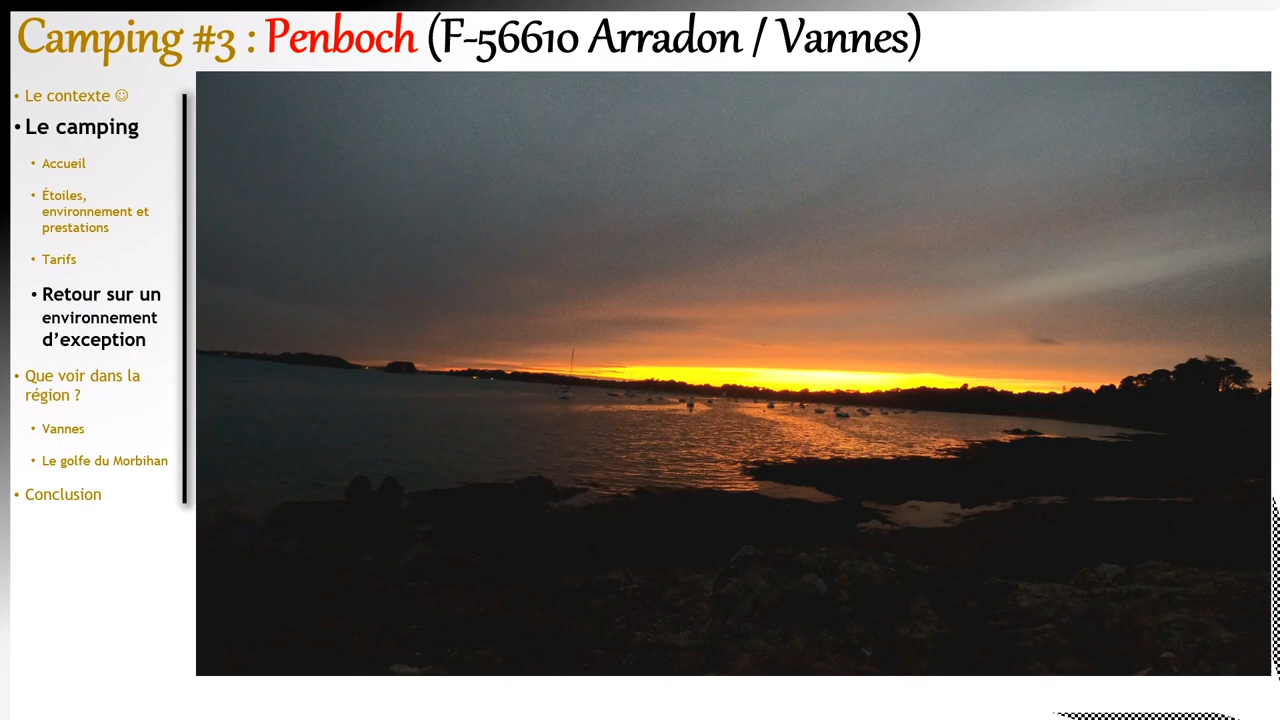 Camping #3 : Penboch (F-56610 Arradon / Vannes)
• Le contexte ☺
• Le camping
• Accueil
• Étoiles,
environnement et
prestations
• Tarifs
• Retour sur un
environnement
d’exception
• Que voir dans la
région ?
• Vannes
• Le golfe du Morbihan
• Conclusion